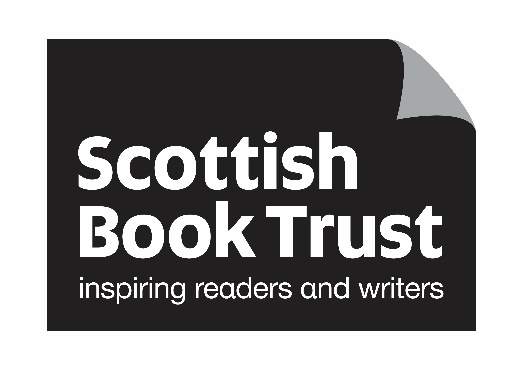 Scottish
Book Trust
inspiring readers and writers